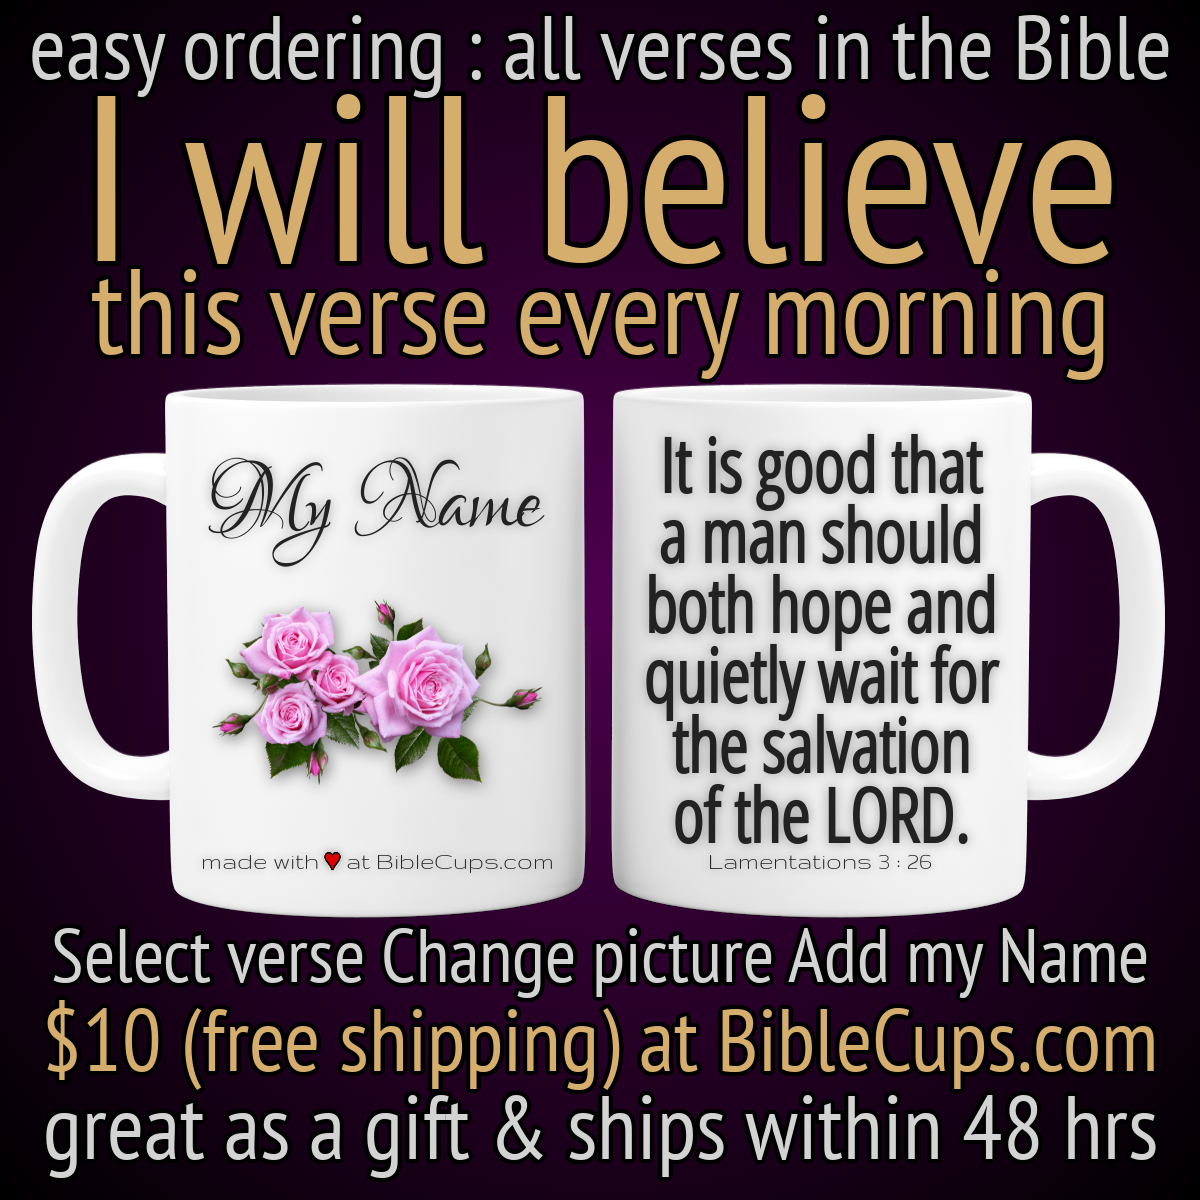 easy ordering : all verses in the Bible
I will believe
this verse every morning
My Name
made with ❤ at BibleCups.com
It is good that
a man should
both hope and
quietly wait for
the salvation
of the LORD.
Lamentations 3 : 26
Select verse Change picture Add my Name
$10 (free shipping) at BibleCups.com
great as a gift & ships within 48 hrs